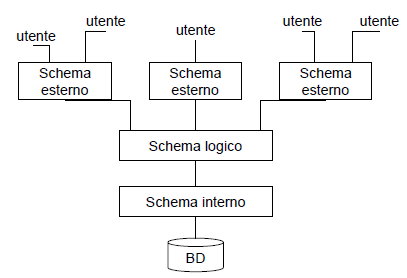 utente
utente
utente
utente
utente
Schema
esterno
Schema
esterno
Schema
esterno
Schema logico
Schema interno
BD